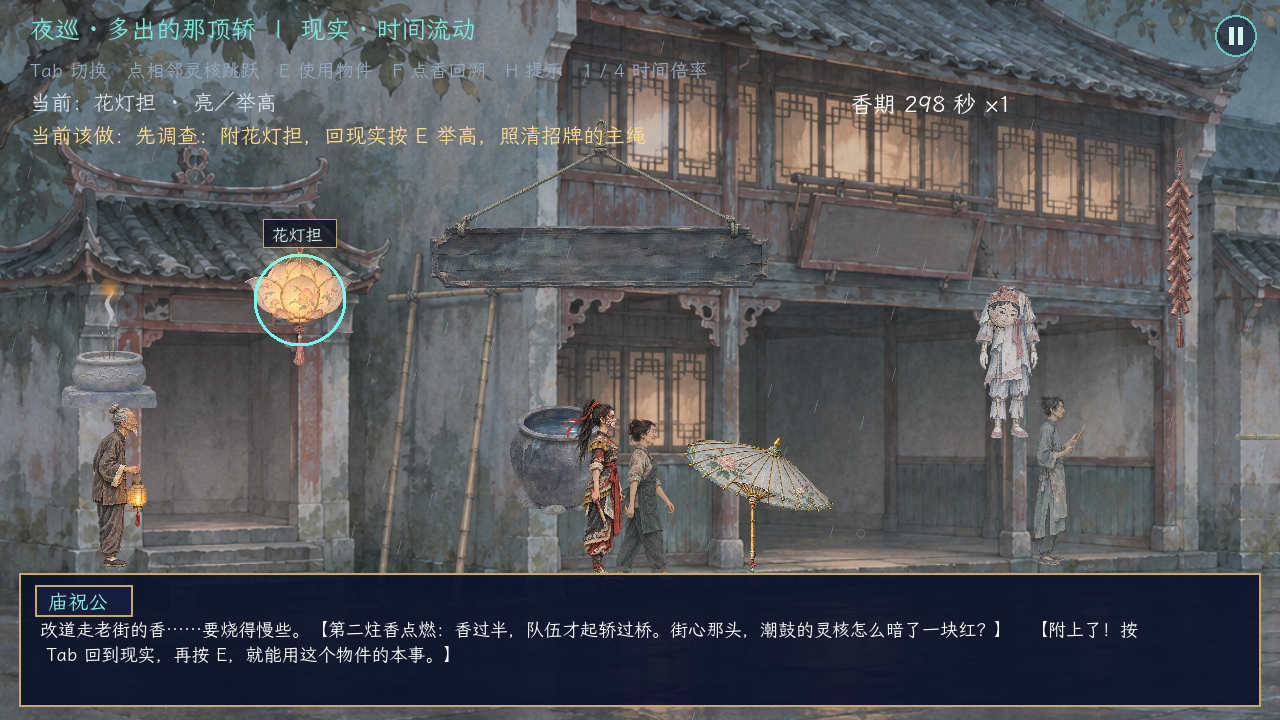 夜巡·多出的那顶轿 | 现实·时间流动
Tab 切换 点相邻灵核跳跃 E 使用物件 F 点香回溯 H 提示 1 / 4 时间倍率
当前：花灯担 · 亮／举高
香期 298 秒 ×1
当前该做：先调查：附花灯担，回现实按 E 举高，照清招牌的主绳
花灯担
庙祝公
改道走老街的香……要烧得慢些。【第二炷香点燃：香过半，队伍才起轿过桥。街心那头，潮鼓的灵核怎么暗了一块红？】 【附上了！按
Tab 回到现实，再按 E，就能用这个物件的本事。】